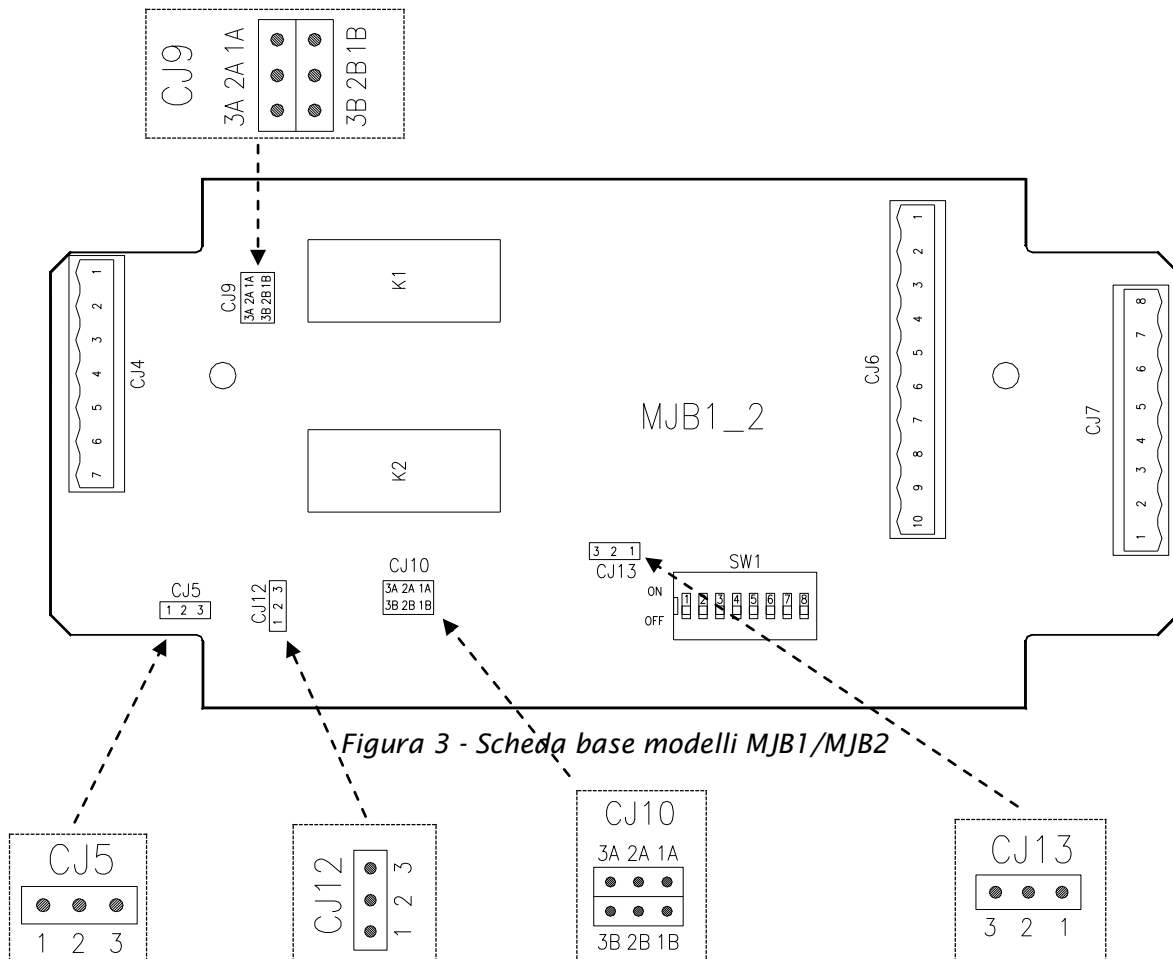 CJ9
3A 2A 1A
3B 2B 1B
CJ9
3A 2A 1A
3B 2B 1B
K1
K2
CJ4
1
2
3
4
5
6
7
MJB1_2
CJ6
1
2
3
4
5
6
7
8
9
10
CJ7
8
7
6
5
4
3
2
1
CJ5
1 2 3
CJ12
1 2 3
CJ10
3A 2A 1A
3B 2B 1B
3 2 1
CJ13
SW1
ON
OFF
1 2 3 4 5 6 7 8
Figura 3 - Scheda base modelli MJB1/MJB2
CJ5
1 2 3
CJ12
1 2 3
CJ10
3A 2A 1A
3B 2B 1B
CJ13
3 2 1